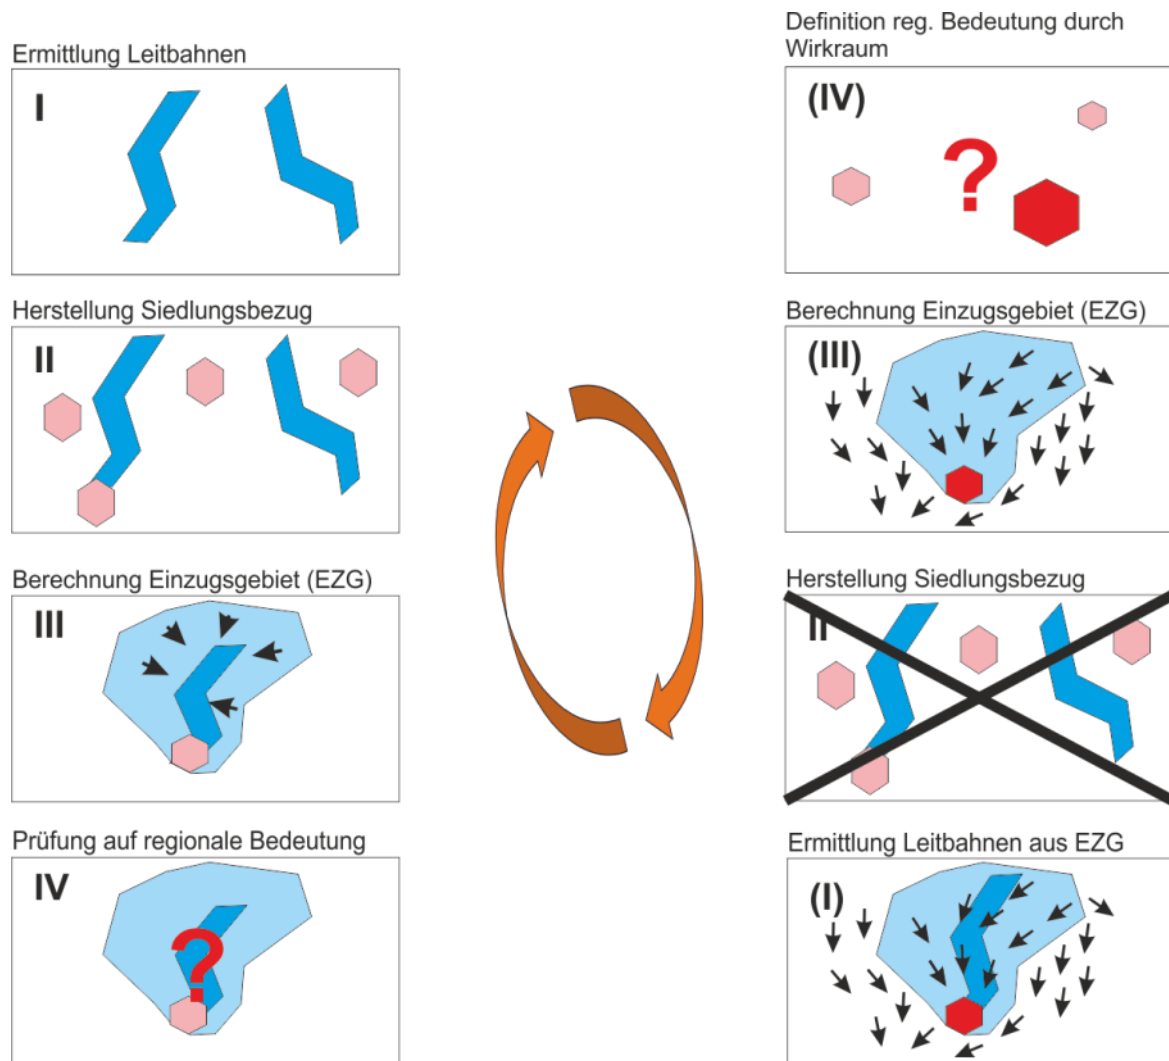 Ermittlung Leitbahnen
I
Herstellung Siedlungsbezug
II
Berechnung Einzugsgebiet (EZG)
III
Prüfung auf regionale Bedeutung
IV
?
Definition reg. Bedeutung durch
Wirkraum
(IV)
?
Berechnung Einzugsgebiet (EZG)
(III)
Herstellung Siedlungsbezug
II
Ermittlung Leitbahnen aus EZG
(I)